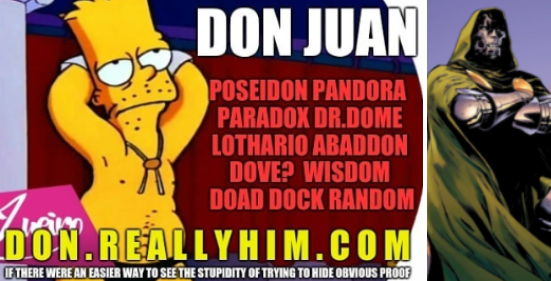 DON JUAN
POSEIDON PANDORA
PARADOX DR.DOME
LOTHARIO ABADDON
DOVE? WISDOM
DOAD DOCK RANDOM
DON.REALLYHIM.COM
IF THERE WERE AN EASIER WAY TO SEE THE STUPIDITY OF TRYING TO HIDE OBVIOUS PROOF